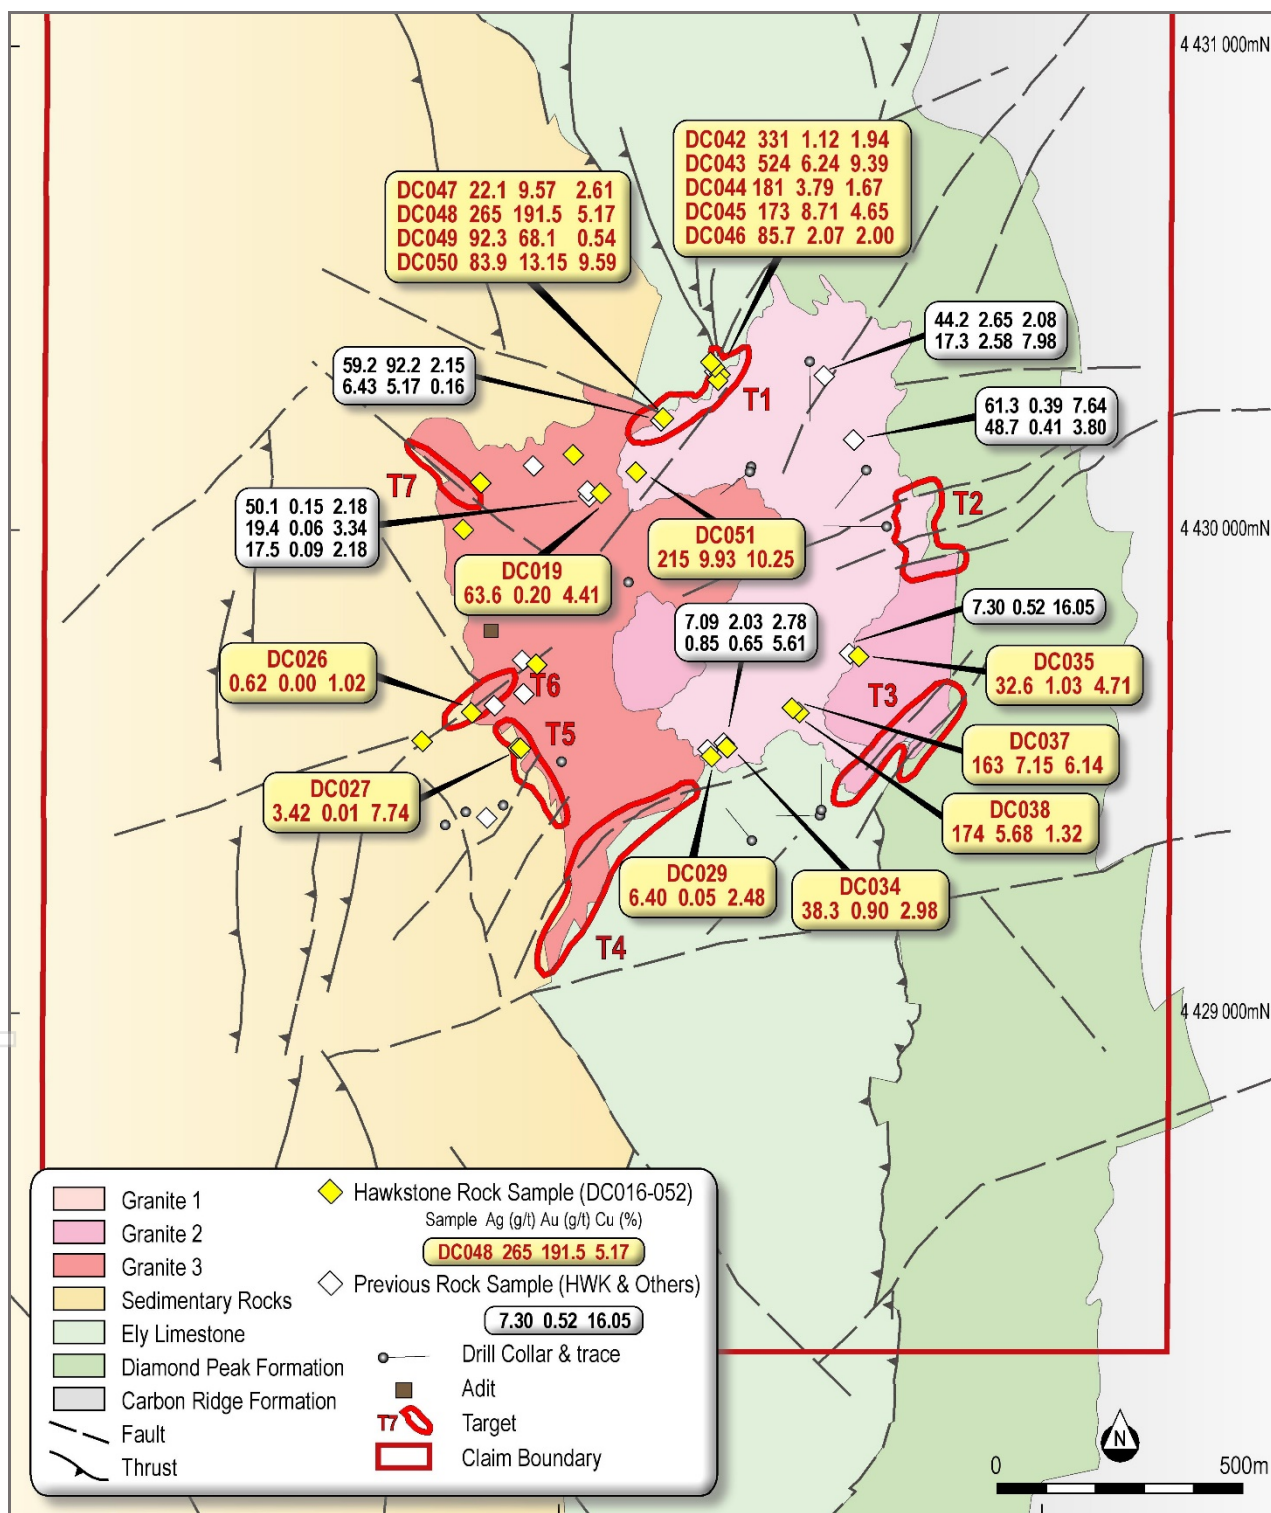 4 431 000mN
DC042 331 1.12 1.94
DC043 524 6.24 9.39
DC044 181 3.79 1.67
DC045 173 8.71 4.65
DC046 85.7 2.07 2.00
DC047 22.1 9.57 2.61
DC048 265 191.5 5.17
DC049 92.3 68.1 0.54
DC050 83.9 13.15 9.59
44.2 2.65 2.08
17.3 2.58 7.98
59.2 92.2 2.15
6.43 5.17 0.16
T1
61.3 0.39 7.64
48.7 0.41 3.80
T7
T2
50.1 0.15 2.18
19.4 0.06 3.34
17.5 0.09 2.18
DC051
215 9.93 10.25
4 430 000mN
DC019
63.6 0.20 4.41
7.30 0.52 16.05
7.09 2.03 2.78
0.85 0.65 5.61
DC026
0.62 0.00 1.02
DC035
32.6 1.03 4.71
T6
T3
T5
DC037
163 7.15 6.14
DC027
3.42 0.01 7.74
DC038
174 5.68 1.32
DC029
6.40 0.05 2.48
DC034
38.3 0.90 2.98
T4
4 429 000mN
Granite 1
Granite 2
Granite 3
Sedimentary Rocks
Ely Limestone
Diamond Peak Formation
Carbon Ridge Formation
Fault
Thrust
Hawkstone Rock Sample (DC016-052)
Sample Ag (g/t) Au (g/t) Cu (%)
DC048 265 191.5 5.17
Previous Rock Sample (HWK & Others)
7.30 0.52 16.05
Drill Collar & trace
Adit
T7 Target
Claim Boundary
N
0 500m